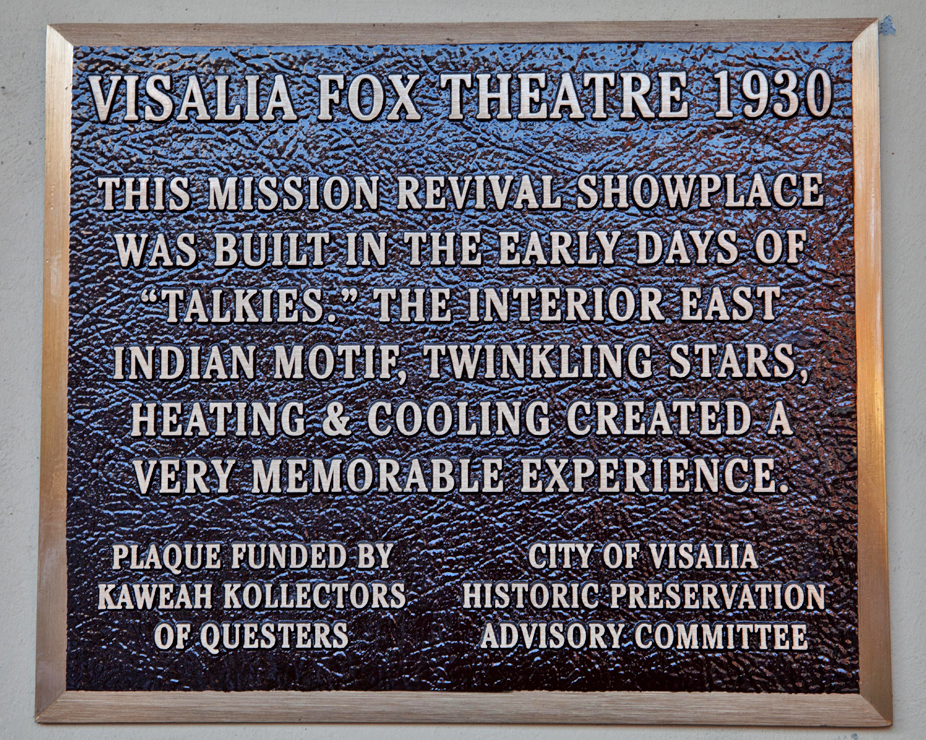 VISALIA FOX THEATRE 1930
THIS MISSION REVIVAL SHOWPLACE
WAS BUILT IN THE EARLY DAYS OF
“TALKIES.” THE INTERIOR EAST
INDIAN MOTIF, TWINKLING STARS,
HEATING & COOLING CREATED A
VERY MEMORABLE EXPERIENCE.
PLAQUE FUNDED BY
KAWEAH KOLLECTORS
OF QUESTERS
CITY OF VISALIA
HISTORIC PRESERVATION
ADVISORY COMMITTEE